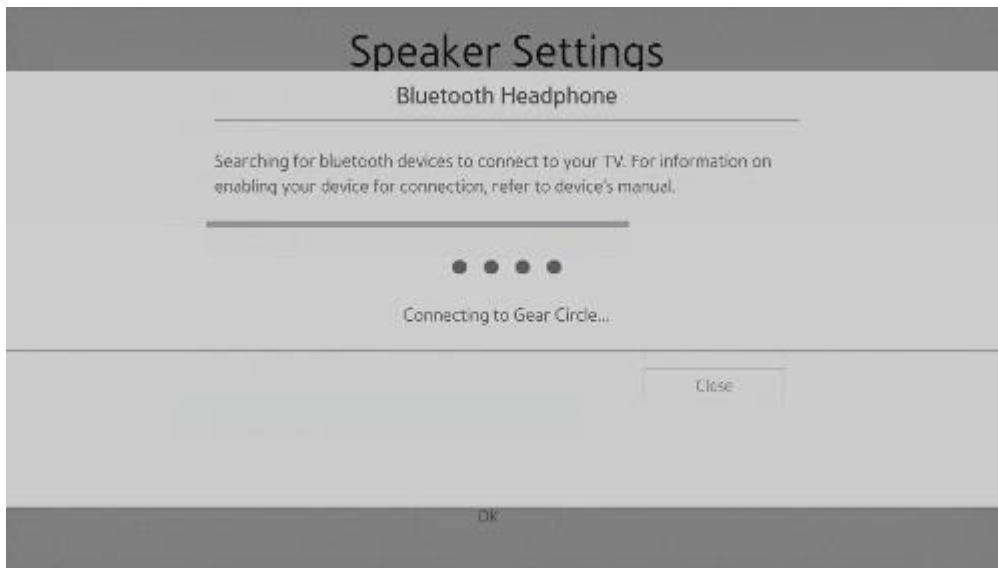 Speaker Settings
Bluetooth Headphone
Searching for bluetooth devices to connect to your TV. For information on
enabling your device for connection, refer to device's manual.
Connecting to Gear Circle...
Close
OK